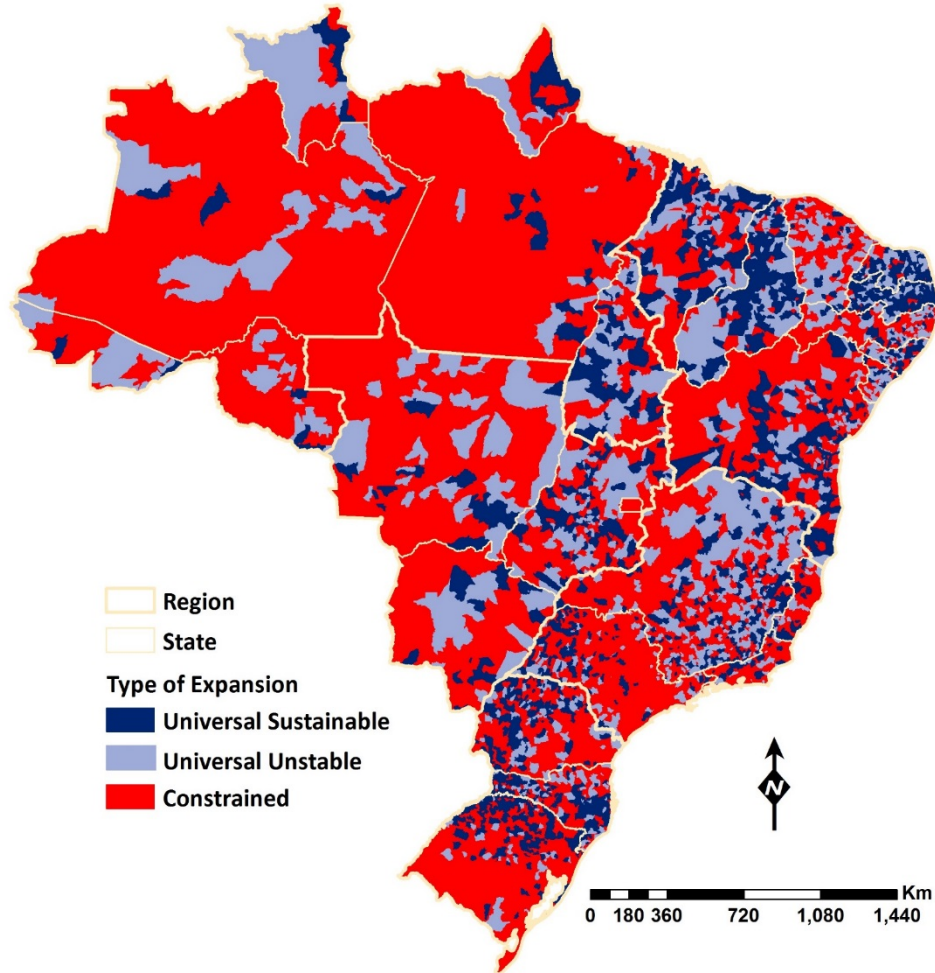 Region
State
Type of Expansion
Universal Sustainable
Universal Unstable
Constrained
N
Km
0 180 360 720 1,080 1,440